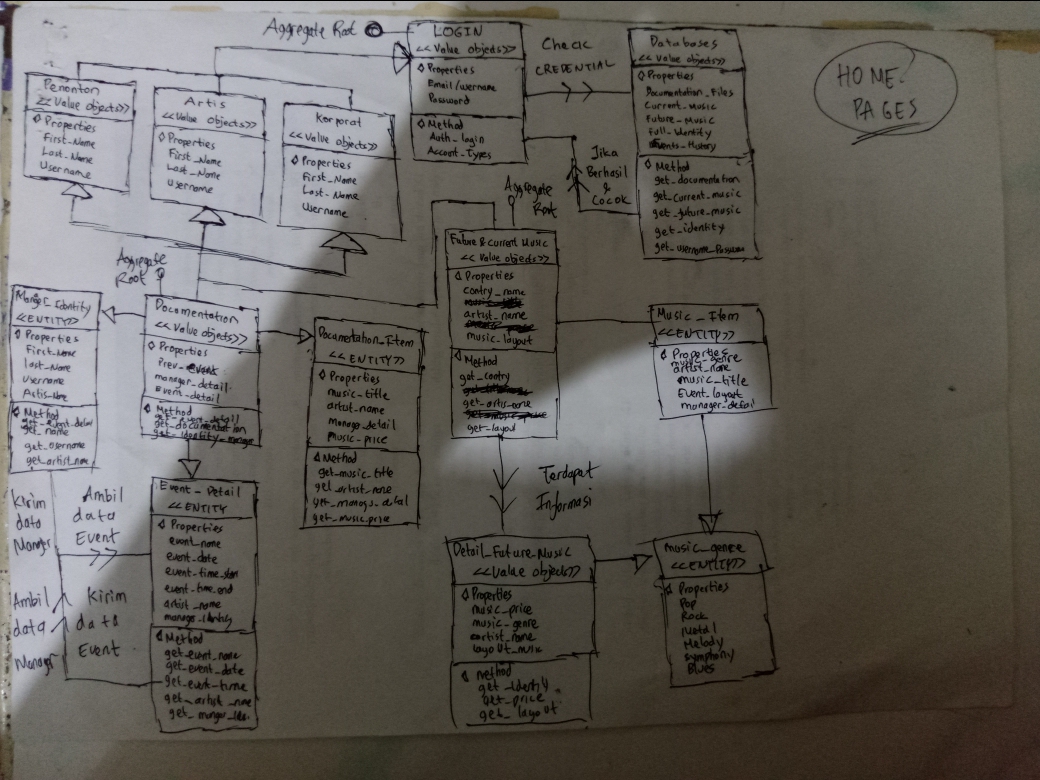 Aggregate Root
LOGIN
<< Value objects>>
Properties
Email/username
Password
Method
Auth_login
Account_Types
Check
CREDENTIAL
Databases
<< Value objects>>
Properties
Documentation_Files
Current_Music
Future_Music
Full_Identity
Events_History
Method
get_documentation
get_current_music
get_future_music
get_identity
get_username_Password
HOME
PAGES
Penonton
<< Value objects>>
Properties
First_Name
Last_Name
Username
Artis
<< Value objects>>
Properties
First_Name
Last_Name
Username
Korporat
<< Value objects>>
Properties
First_Name
Last_Name
Username
Jika
Berhasil
&
Cocok
Aggregate
Root
Future & Current Music
<< Value objects>>
Properties
contry_name
artist_name
music_layout
Method
get_contry
get_layout
Aggregate
Root
Identity
<<ENTITY>>
Properties
First_Name
last_Name
Username
Artis_Name
Method
get_event_detail
get_name
get_username
get_artist_name
Documentation
<< Value objects>>
Properties
Prev_event
manager_detail
Event_detail
Method
get_event_detail
get_documentation
get_identity_manager
Documentation_Item
<< ENTITY>>
Properties
music_title
artist_name
manager_detail
music_price
Method
get_music_title
get_artist_name
get_music_price
Music_Item
<<ENTITY>>
Properties
music_genre
artist_name
music_title
Event_layout
manager_detail
Event_Detail
<<ENTITY
Properties
event_name
event_date
event_time_start
event_time_end
artist_name
manager_identity
Method
get_event_name
get_event_date
get_event_time
get_artist_name
Kirim
data
Manager
Ambil
data
Event
Ambil
data
Manager
Kirim
data
Event
Terdapat
Informasi
Detail_Future_Music
<<Value objects>>
Properties
music_price
music_genre
artist_name
method
get_identity
get_price
get_layout
music_genre
<<ENTITY>>
Properties
Pop
Rock
Metal
Melody
symphony
Blues